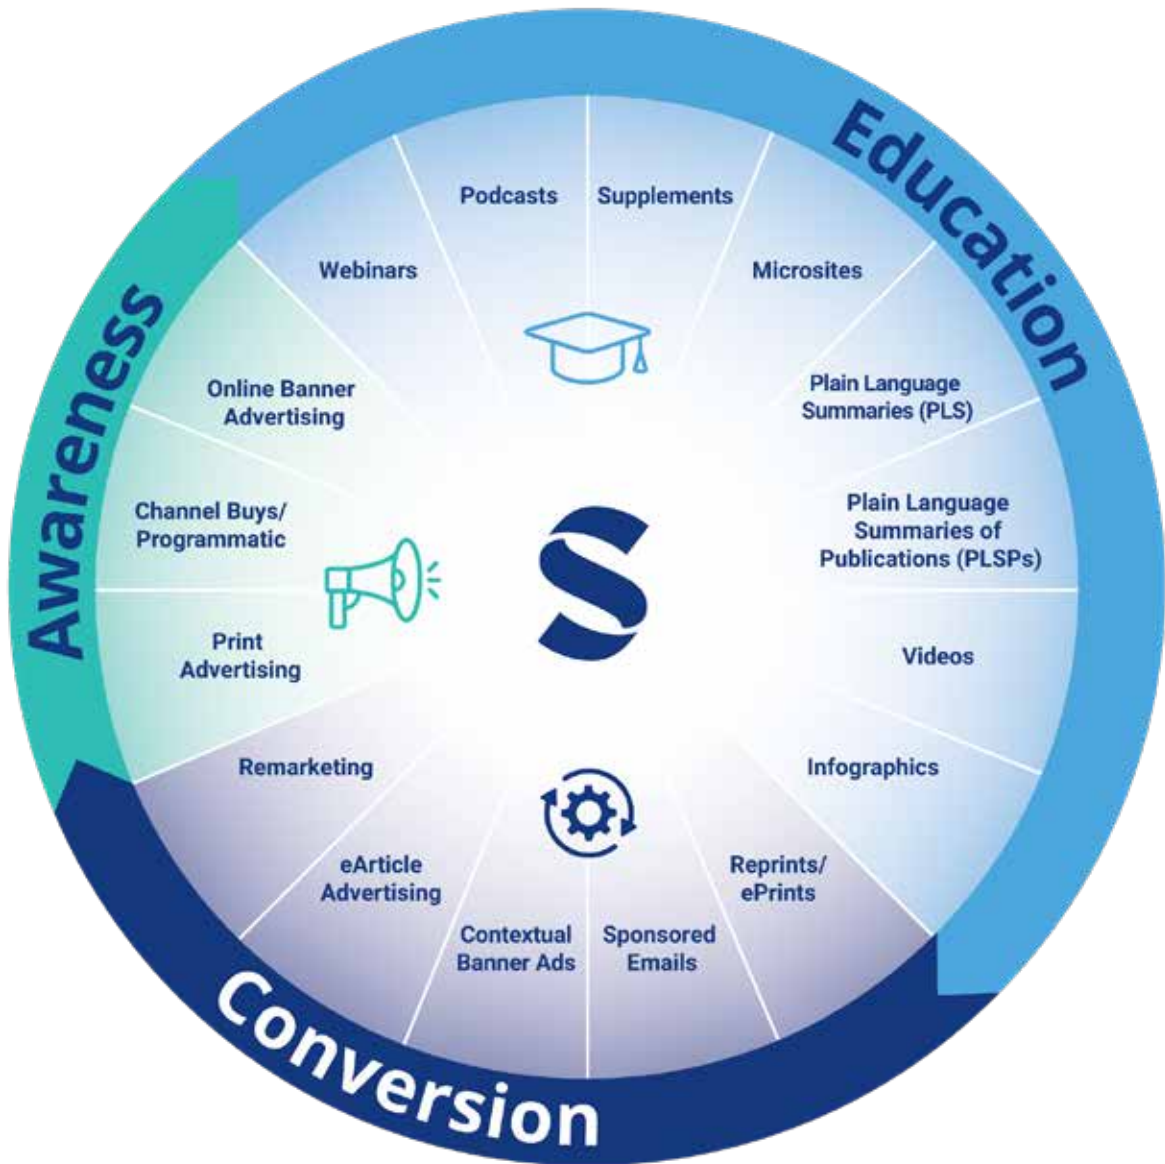 Education
Podcasts
Supplements
Webinars
Microsites
Awareness
Online Banner
Advertising
Plain Language
Summaries (PLS)
Channel Buys/
Programmatic
Plain Language
Summaries of
Publications (PLSPs)
Print
Advertising
Videos
Remarketing
Infographics
eArticle
Advertising
Reprints/
ePrints
Contextual
Banner Ads
Sponsored
Emails
Conversion
S